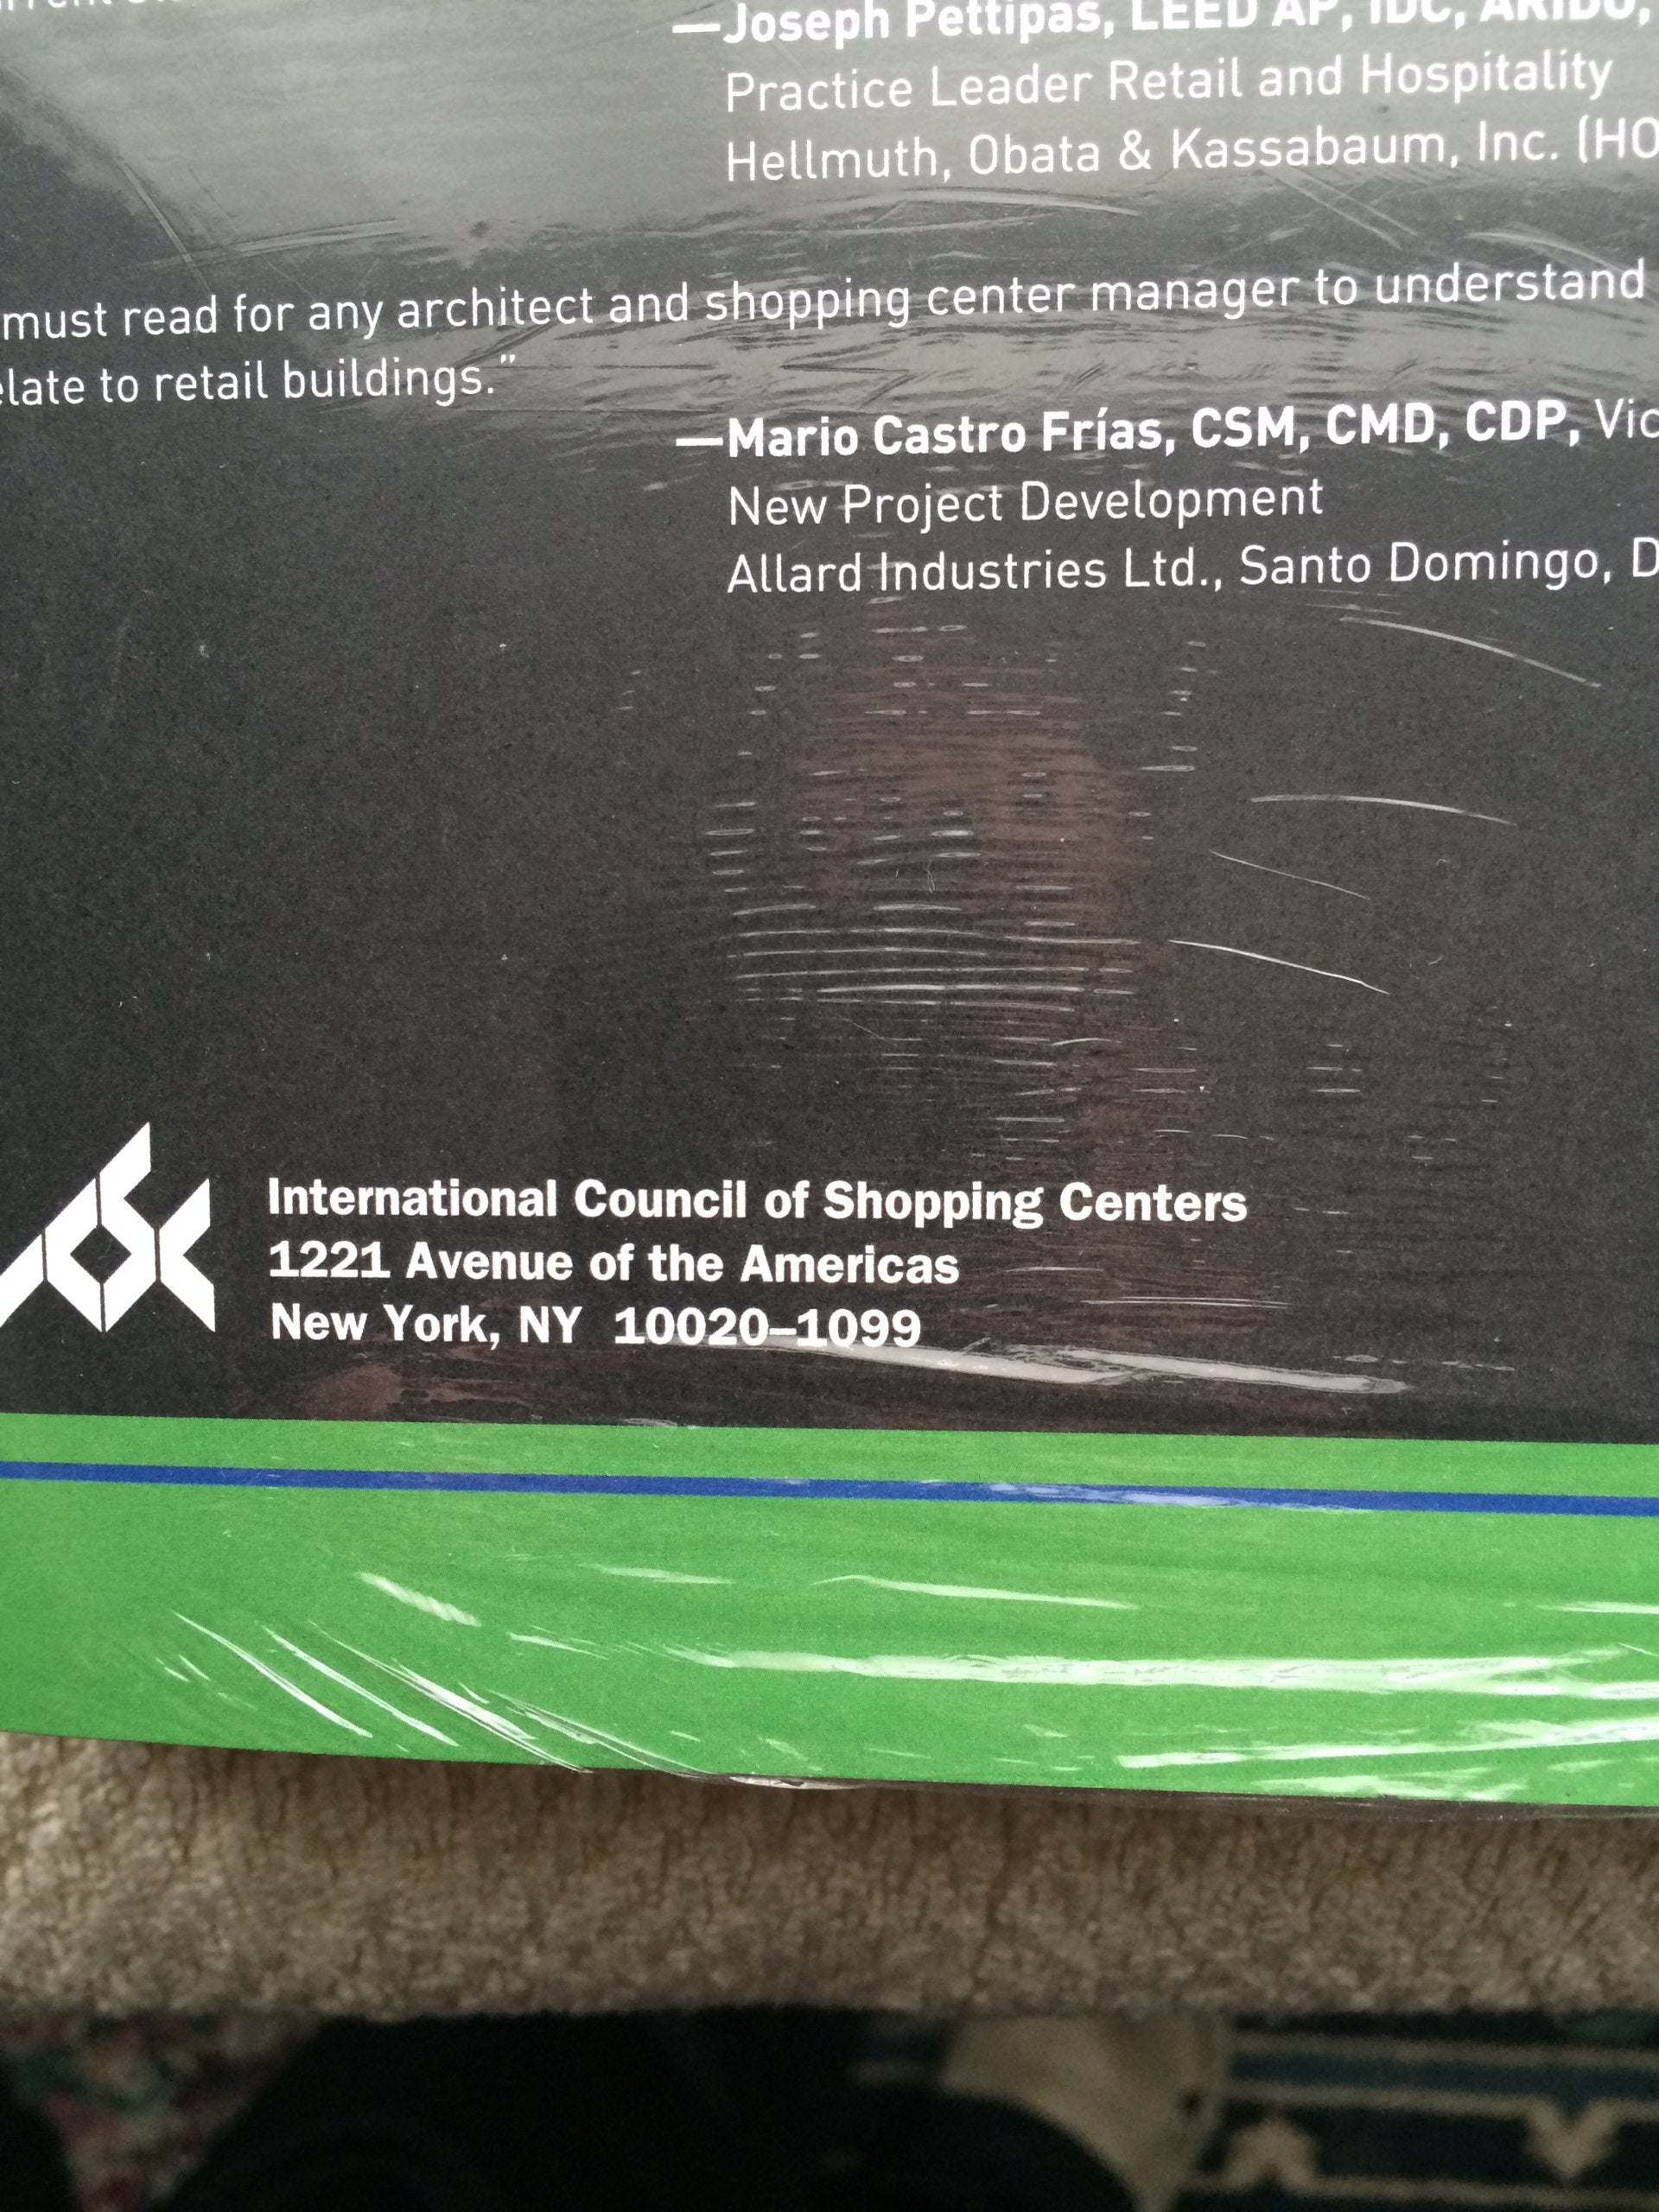 —Joseph Pettipas, LEED AP, IDC, ARIDO,
Practice Leader Retail and Hospitality
Hellmuth, Obata & Kassabaum, Inc. (HO
must read for any architect and shopping center manager to understand
elate to retail buildings.”
—Mario Castro Frías, CSM, CMD, CDP, Vic
New Project Development
Allard Industries Ltd., Santo Domingo, D
International Council of Shopping Centers
1221 Avenue of the Americas
New York, NY 10020–1099